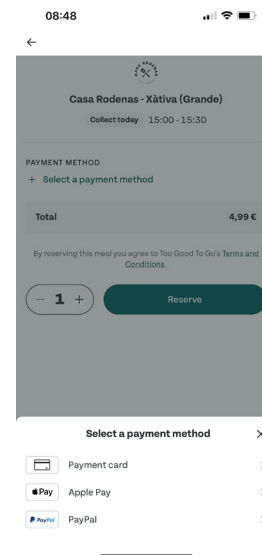 08:48
Casa Rodenas - Xàtiva (Grande)
Collect today 15:00 - 15:30
PAYMENT METHOD
+ Select a payment method
Total 4,99 €
By reserving this meal you agree to Too Good To Go's Terms and
Conditions.
− 1 + Reserve
Select a payment method
Payment card
Pay Apple Pay
PayPal PayPal